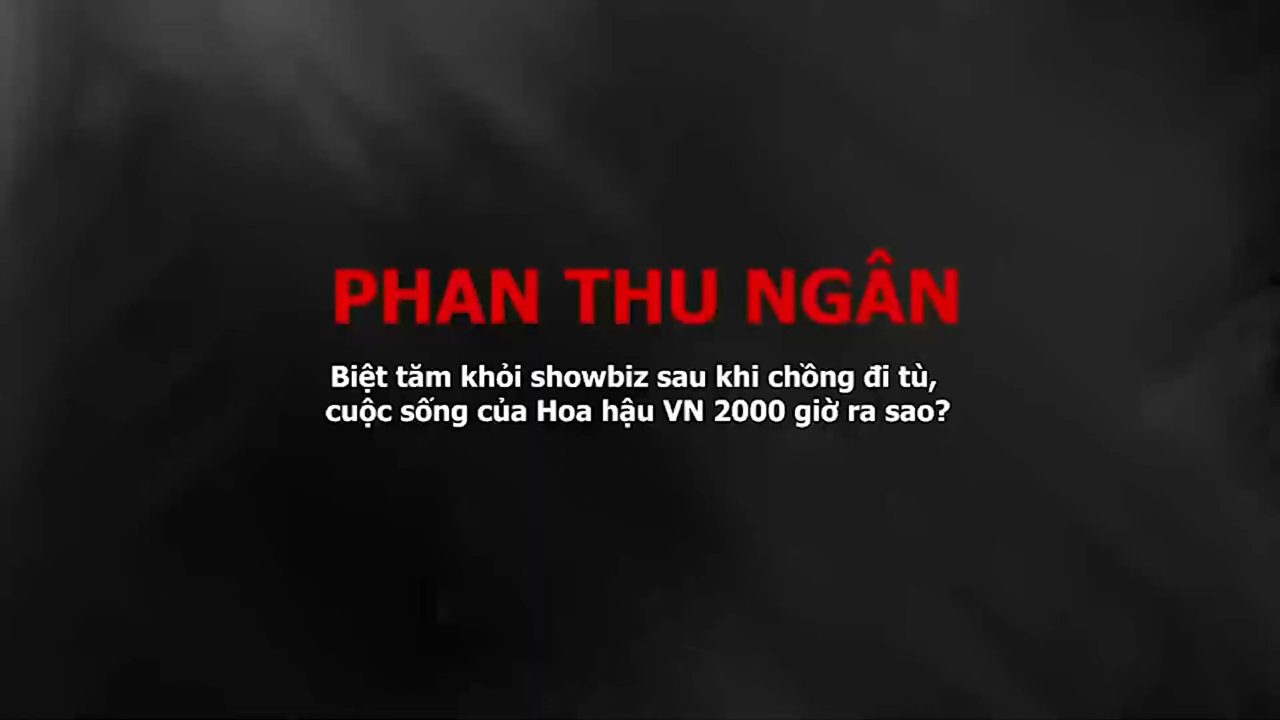 PHAN THU NGÂN
Biệt tăm khỏi showbiz sau khi chồng đi tù,
cuộc sống của Hoa hậu VN 2000 giờ ra sao?